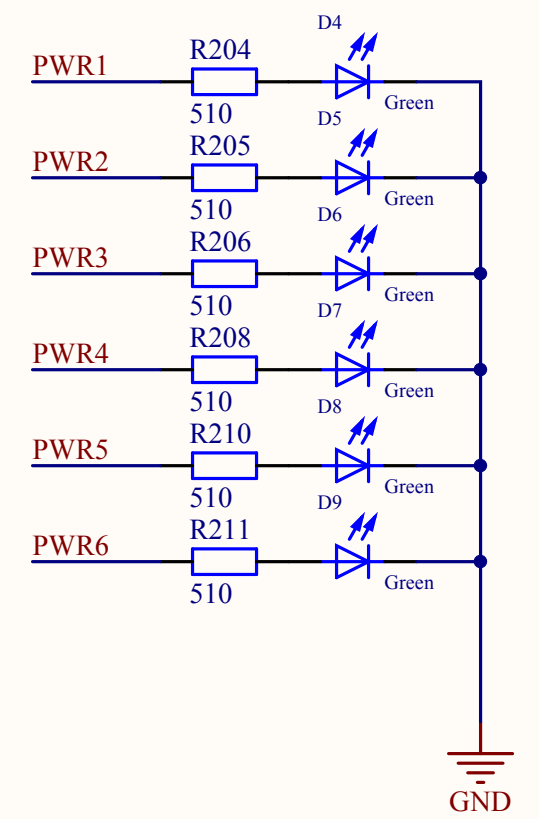 D4
R204
PWR1
Green
510
D5
R205
PWR2
Green
510
D6
R206
PWR3
Green
510
D7
R208
PWR4
Green
510
D8
R210
PWR5
Green
510
D9
R211
PWR6
Green
510
GND